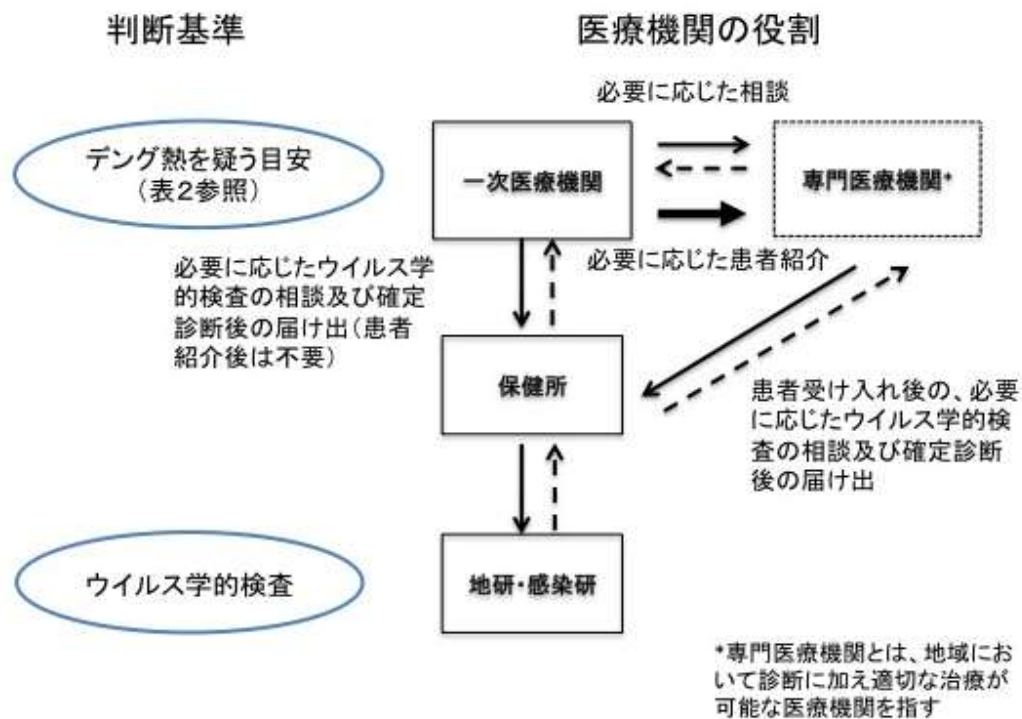 判断基準
医療機関の役割
必要に応じた相談
デング熱を疑う目安
(表2参照)
一次医療機関
専門医療機関*
必要に応じた患者紹介
必要に応じたウイルス学
的検査の相談及び確定
診断後の届け出(患者
紹介後は不要)
保健所
患者受け入れ後の、必要
に応じたウイルス学的検
査の相談及び確定診断
後の届け出
ウイルス学的検査
地研・感染研
*専門医療機関とは、地域にお
いて診断に加え適切な治療が
可能な医療機関を指す